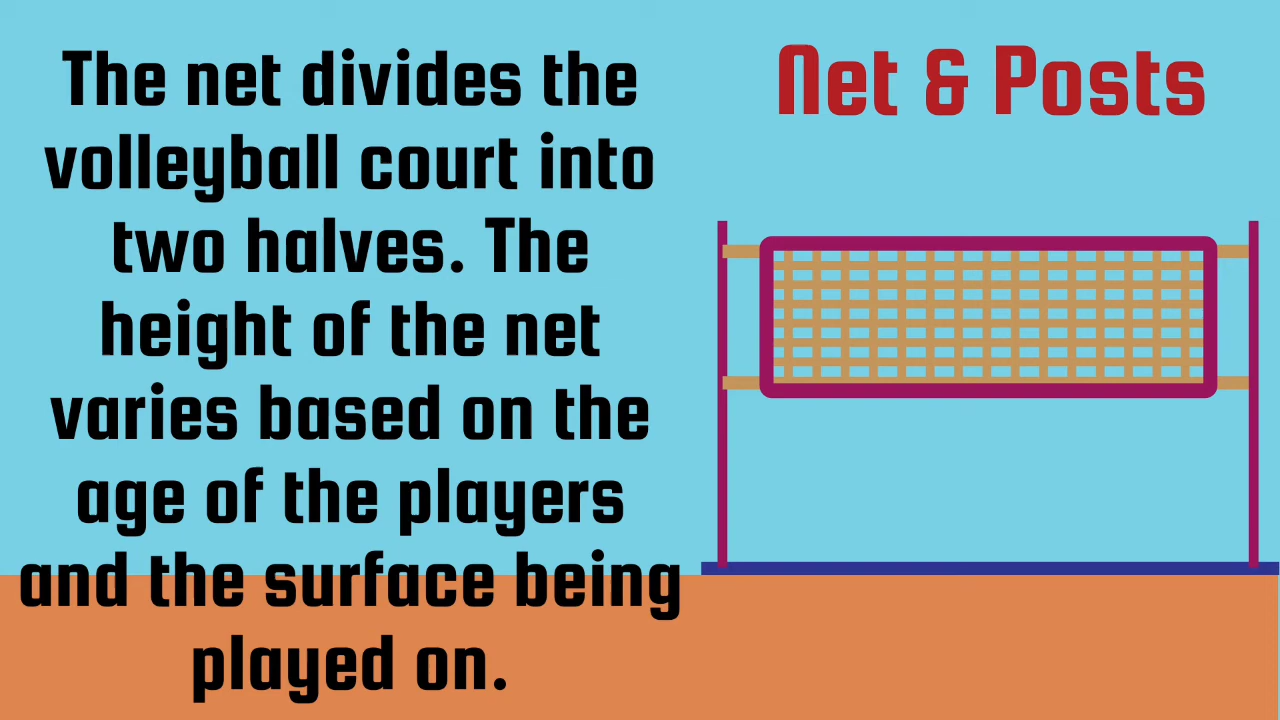 Net & Posts
The net divides the
volleyball court into
two halves. The
height of the net
varies based on the
age of the players
and the surface being
played on.